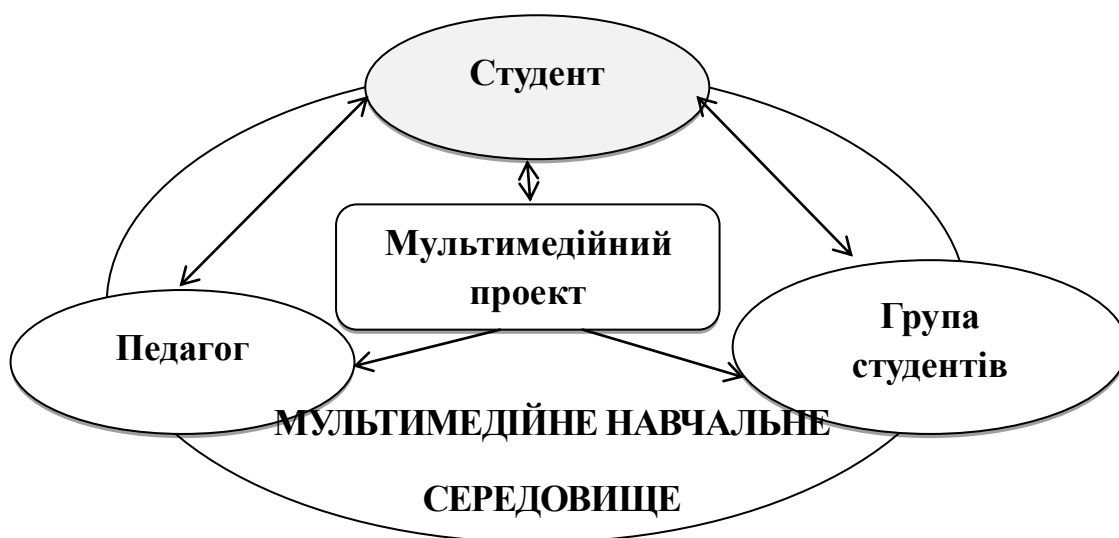 Студент
Мультимедійний
проект
Педагог
Група
студентів
МУЛЬТИМЕДІЙНЕ НАВЧАЛЬНЕ
СЕРЕДОВИЩЕ